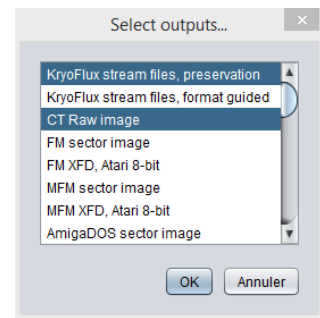 Select outputs...
KryoFlux stream files, preservation
KryoFlux stream files, format guided
CT Raw image
FM sector image
FM XFD, Atari 8-bit
MFM sector image
MFM XFD, Atari 8-bit
AmigaDOS sector image
OK Annuler